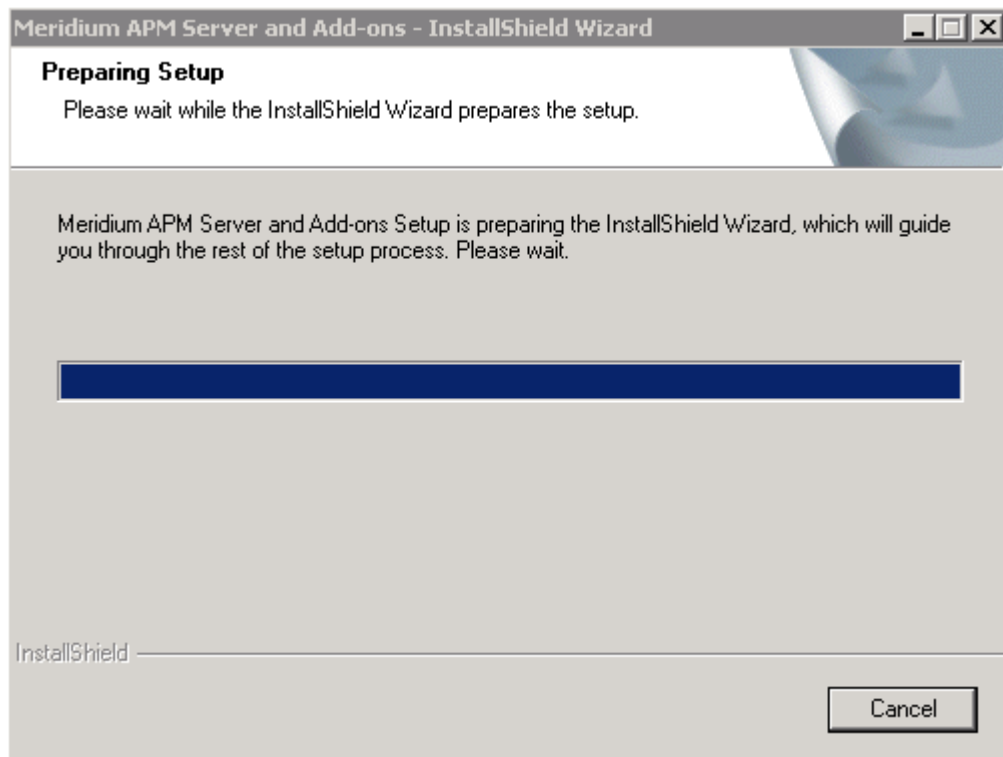 Meridium APM Server and Add-ons - InstallShield Wizard
Preparing Setup
Please wait while the InstallShield Wizard prepares the setup.
Meridium APM Server and Add-ons Setup is preparing the InstallShield Wizard, which will guide
you through the rest of the setup process. Please wait.
InstallShield
Cancel